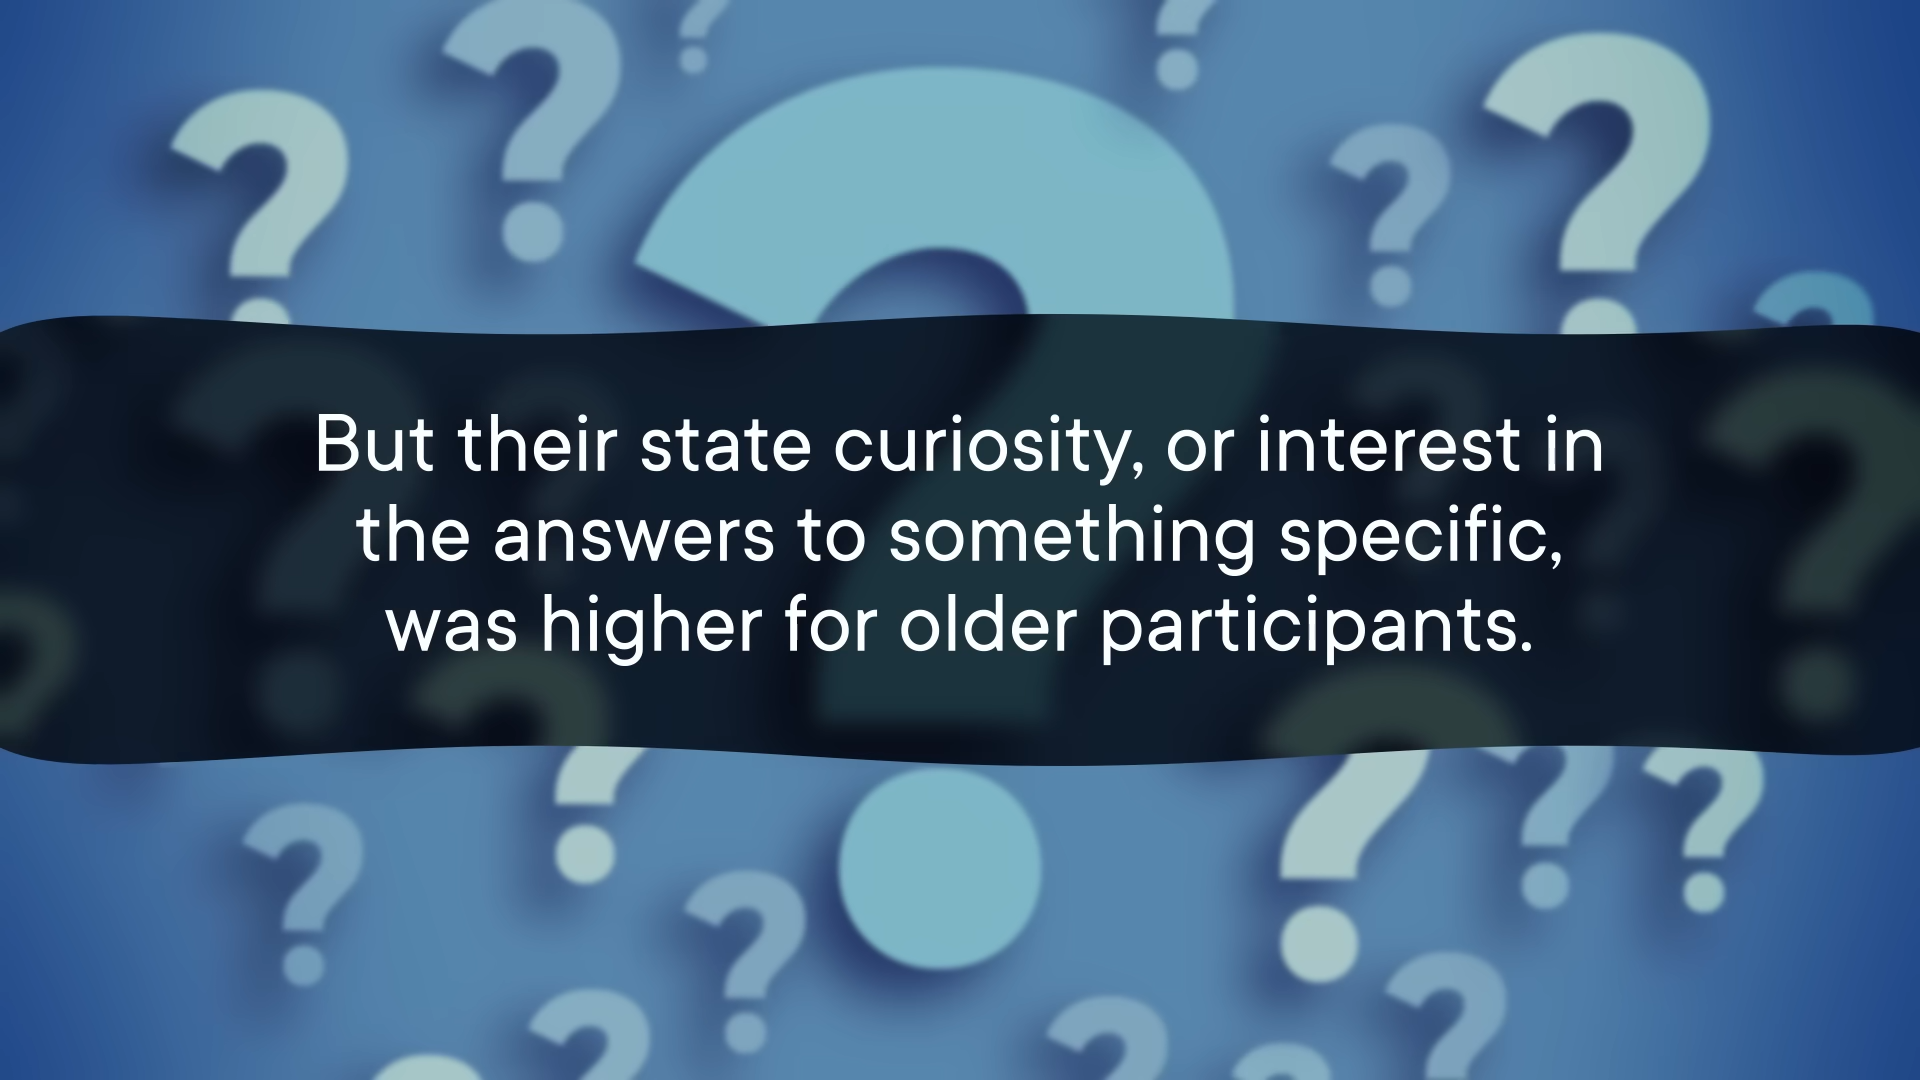 But their state curiosity, or interest in
the answers to something specific,
was higher for older participants.